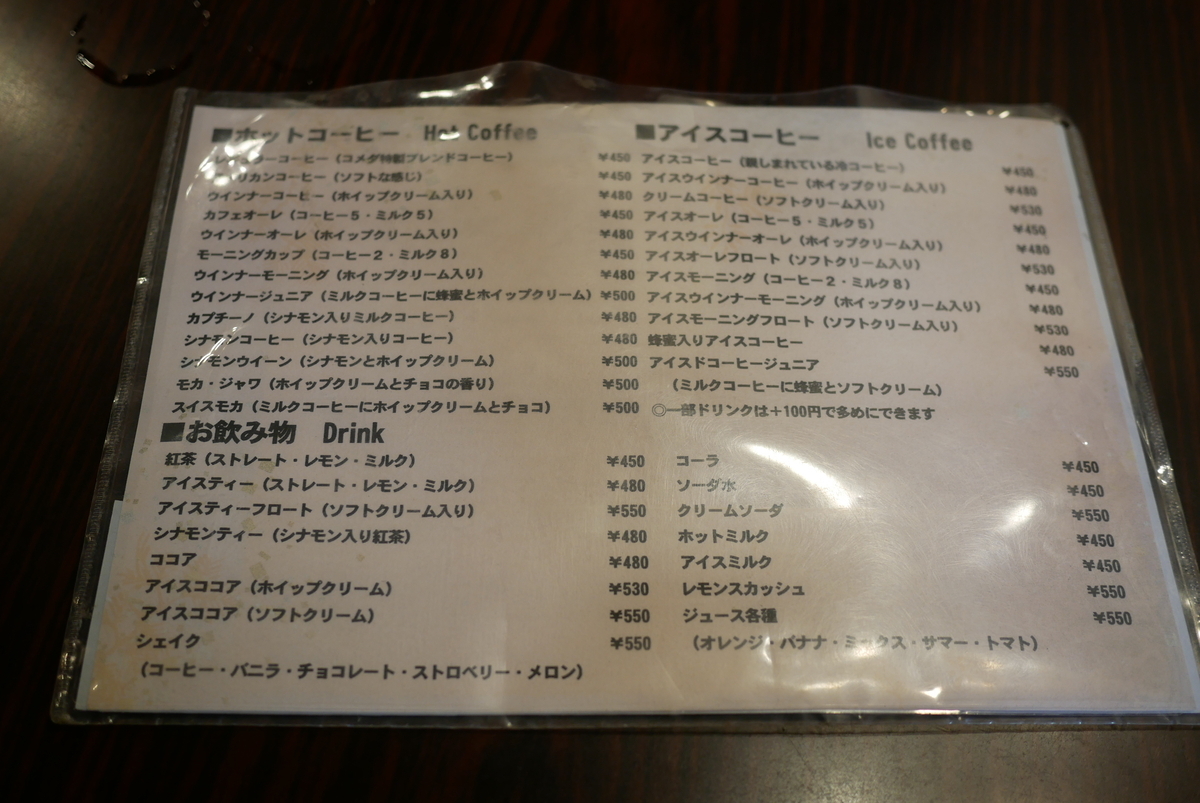 ■ホットコーヒー Hot Coffee
レギュラーコーヒー（コメダ特製ブレンドコーヒー） ¥450
アメリカンコーヒー（ソフトな感じ） ¥450
ウインナーコーヒー（ホイップクリーム入り） ¥480
カフェオーレ（コーヒー５・ミルク５） ¥450
ウインナーオーレ（ホイップクリーム入り） ¥480
モーニングカップ（コーヒー２・ミルク８） ¥450
ウインナーモーニング（ホイップクリーム入り） ¥480
ウインナージュニア（ミルクコーヒーに蜂蜜とホイップクリーム） ¥500
カプチーノ（シナモン入りミルクコーヒー） ¥480
シナモンコーヒー（シナモン入りコーヒー） ¥480
シナモンウイーン（シナモンとホイップクリーム） ¥500
モカ・ジャワ（ホイップクリームとチョコの香り） ¥500
スイスモカ（ミルクコーヒーにホイップクリームとチョコ） ¥500
■アイスコーヒー Ice Coffee
アイスコーヒー（親しまれている冷コーヒー） ¥450
アイスウインナーコーヒー（ホイップクリーム入り） ¥480
クリームコーヒー（ソフトクリーム入り） ¥530
アイスオーレ（コーヒー５・ミルク５） ¥450
アイスウインナーオーレ（ホイップクリーム入り） ¥480
アイスオーレフロート（ソフトクリーム入り） ¥530
アイスモーニング（コーヒー２・ミルク８） ¥450
アイスウインナーモーニング（ホイップクリーム入り） ¥480
アイスモーニングフロート（ソフトクリーム入り） ¥530
蜂蜜入りアイスコーヒー ¥480
アイスドコーヒージュニア ¥550
（ミルクコーヒーに蜂蜜とソフトクリーム）
◎一部ドリンクは＋100円で多めにできます
■お飲み物 Drink
紅茶（ストレート・レモン・ミルク） ¥450
アイスティー（ストレート・レモン・ミルク） ¥480
アイスティーフロート（ソフトクリーム入り） ¥550
シナモンティー（シナモン入り紅茶） ¥480
ココア ¥480
アイスココア（ホイップクリーム） ¥530
アイスココア（ソフトクリーム） ¥550
シェイク ¥550
（コーヒー・バニラ・チョコレート・ストロベリー・メロン）
コーラ ¥450
ソーダ水 ¥450
クリームソーダ ¥550
ホットミルク ¥450
アイスミルク ¥450
レモンスカッシュ ¥550
ジュース各種 ¥550
（オレンジ・バナナ・ミックス・サマー・トマト）